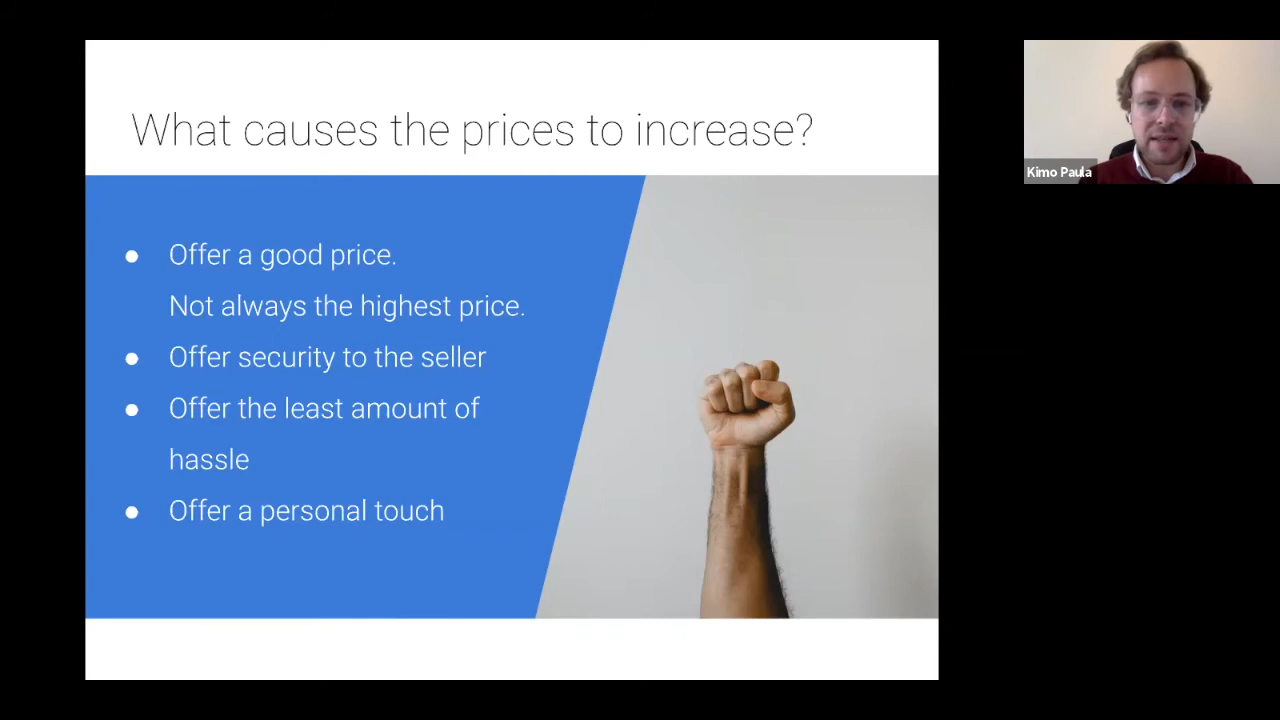 What causes the prices to increase?
● Offer a good price.
Not always the highest price.
● Offer security to the seller
● Offer the least amount of
hassle
● Offer a personal touch
Kimo Paula